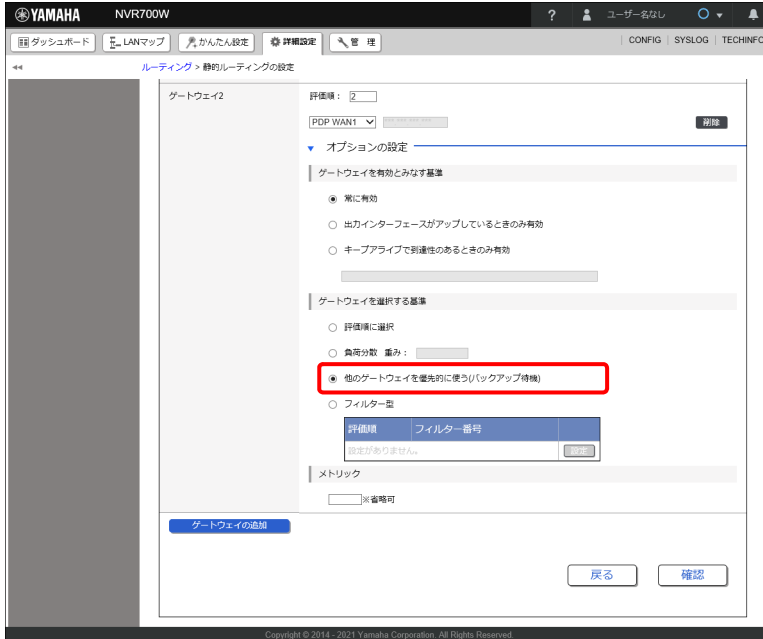 YAMAHA NVR700W ? ユーザー名なし
ダッシュボード LANマップ かんたん設定 詳細設定 管理 CONFIG SYSLOG TECHINFO
ルーティング > 静的ルーティングの設定
ゲートウェイ2 評価順： 2
PDP WAN1 ***.***.***.*** 削除
オプションの設定
ゲートウェイを有効とみなす基準
常に有効
出力インターフェースがアップしているときのみ有効
キープアライブで到達性のあるときのみ有効
ゲートウェイを選択する基準
評価順に選択
負荷分散 重み：
他のゲートウェイを優先的に使う(バックアップ待機)
フィルター型
評価順 フィルター番号
設定がありません。 設定
メトリック
※省略可
ゲートウェイの追加
戻る 確認
Copyright © 2014 - 2021 Yamaha Corporation. All Rights Reserved.